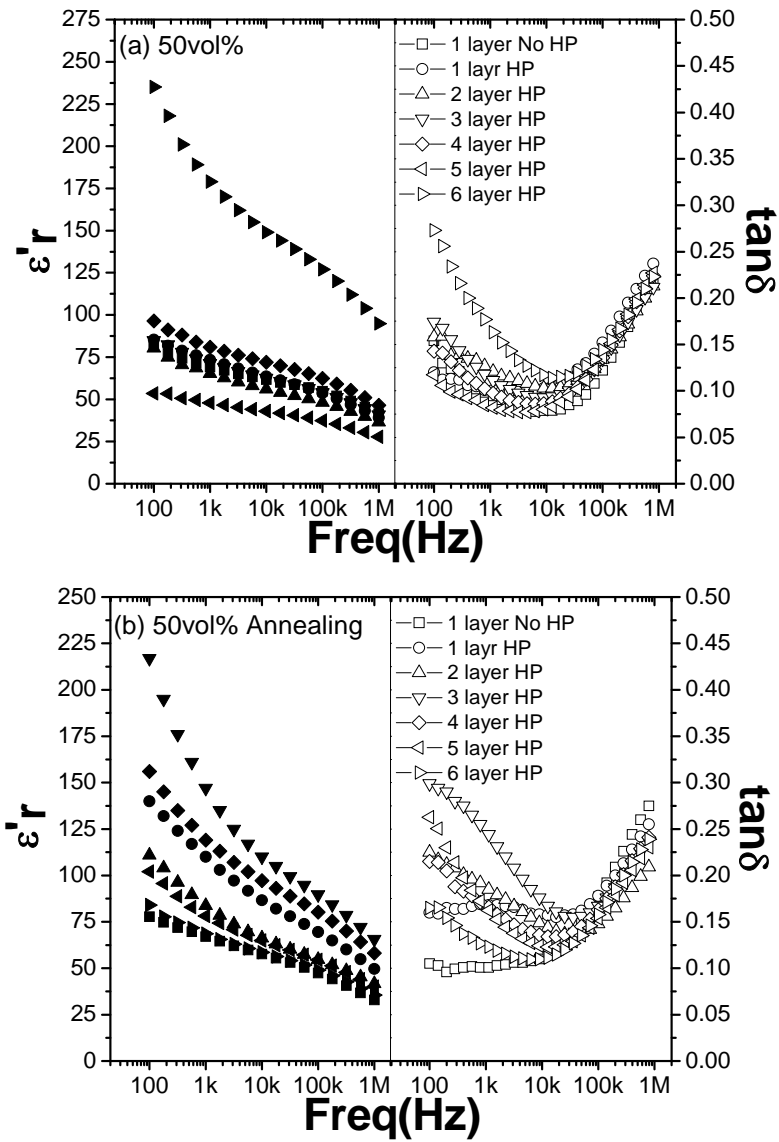 (a) 50vol%
275
250
225
200
175
150
125
100
75
50
25
0
ε'r
1 layer No HP
1 layr HP
2 layer HP
3 layer HP
4 layer HP
5 layer HP
6 layer HP
0.50
0.45
0.40
0.35
0.30
0.25
0.20
0.15
0.10
0.05
0.00
tanδ
100 1k 10k 100k 1M 100 1k 10k 100k 1M
Freq(Hz)
(b) 50vol% Annealing
250
225
200
175
150
125
100
75
50
25
0
ε'r
1 layer No HP
1 layr HP
2 layer HP
3 layer HP
4 layer HP
5 layer HP
6 layer HP
0.50
0.45
0.40
0.35
0.30
0.25
0.20
0.15
0.10
0.05
0.00
tanδ
100 1k 10k 100k 1M 100 1k 10k 100k 1M
Freq(Hz)